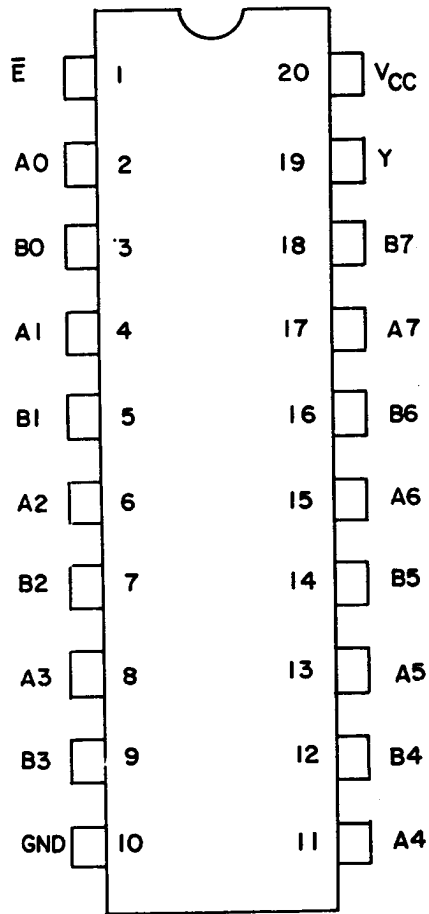 E̅ 1 20 VCC
A0 2 19 Y
B0 3 18 B7
A1 4 17 A7
B1 5 16 B6
A2 6 15 A6
B2 7 14 B5
A3 8 13 A5
B3 9 12 B4
GND 10 11 A4